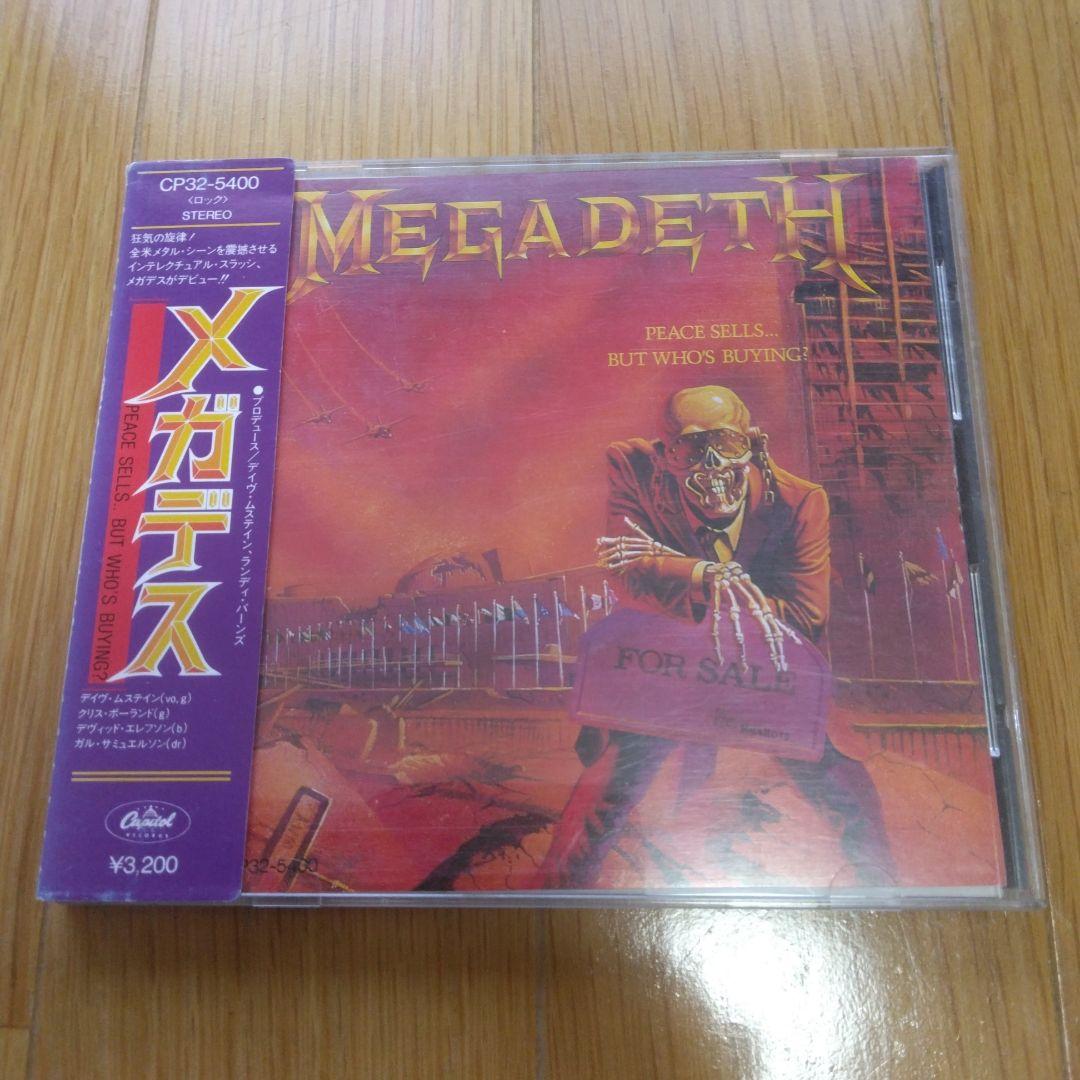 CP32-5400
〈ロック〉
STEREO
狂気の旋律!
全米メタル・シーンを震撼させる
インテレクチュアル・スラッシ、
メガデスがデビュー!!
メガデス
PEACE SELLS.. BUT WHO'S BUYING?
●プロデュース/デイヴ・ムステイン、ランディ・バーンズ
デイヴ・ムステイン(vo,g)
クリス・ポーランド(g)
デヴィッド・エレフソン(b)
ガル・サミュエルソン(dr)
Capitol
RECORDS
¥3,200
MEGADETH
PEACE SELLS...
BUT WHO'S BUYING?
FOR SALE
Realtors
P32-5400